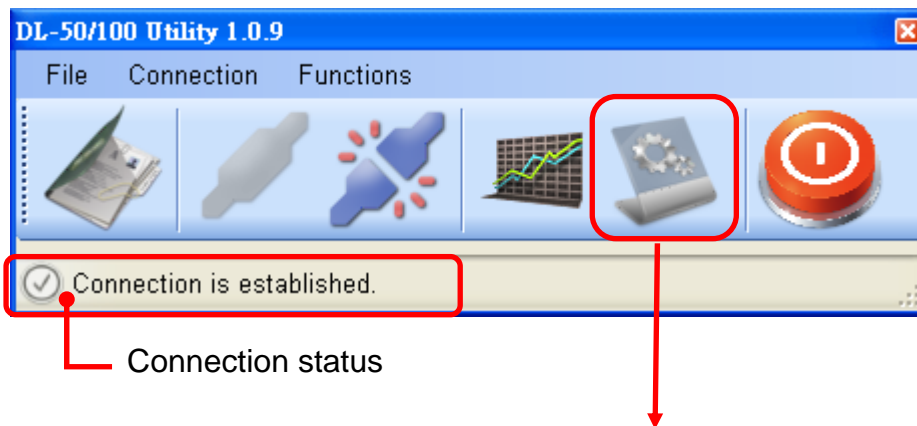 DL-50/100 Utility 1.0.9
File Connection Functions
Connection is established.
Connection status